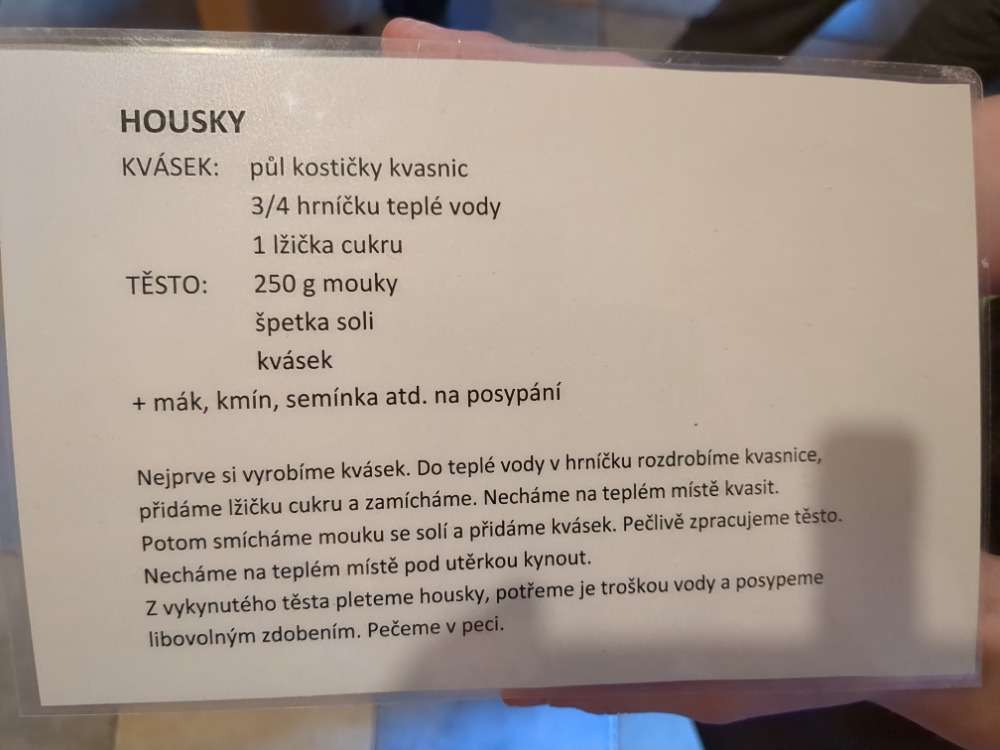 HOUSKY
KVÁSEK: půl kostičky kvasnic
3/4 hrníčku teplé vody
1 lžička cukru
TĚSTO: 250 g mouky
špetka soli
kvásek
+ mák, kmín, semínka atd. na posypání
Nejprve si vyrobíme kvásek. Do teplé vody v hrníčku rozdrobíme kvasnice,
přidáme lžičku cukru a zamícháme. Necháme na teplém místě kvasit.
Potom smícháme mouku se solí a přidáme kvásek. Pečlivě zpracujeme těsto.
Necháme na teplém místě pod utěrkou kynout.
Z vykynutého těsta pleteme housky, potřeme je troškou vody a posypeme
libovolným zdobením. Pečeme v peci.